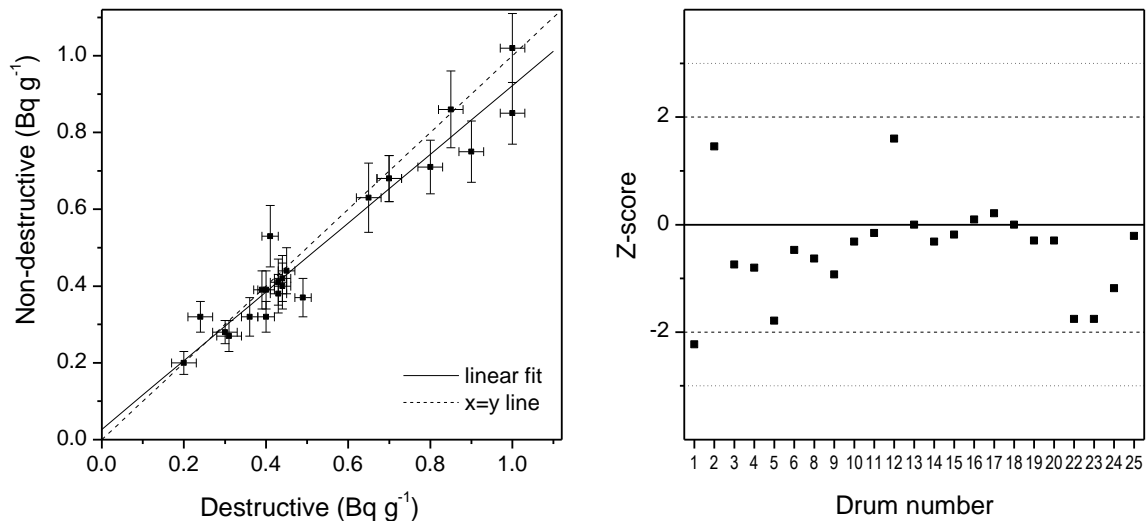 Non-destructive (Bq g⁻¹)
1.0
0.8
0.6
0.4
0.2
0.0
linear fit
x=y line
0.0 0.2 0.4 0.6 0.8 1.0
Destructive (Bq g⁻¹)
Z-score
2
0
-2
1 2 3 4 5 6 8 9 10 11 12 13 14 15 16 17 18 19 20 22 23 24 25
Drum number